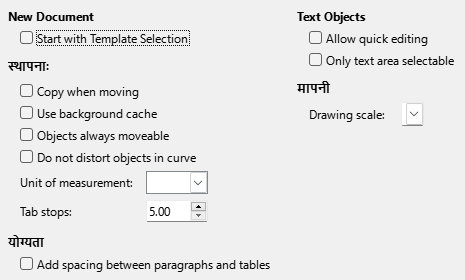 New Document
Start with Template Selection
स्थापनाः
Copy when moving
Use background cache
Objects always moveable
Do not distort objects in curve
Unit of measurement:
Tab stops: 5.00
योग्यता
Add spacing between paragraphs and tables
Text Objects
Allow quick editing
Only text area selectable
मापनी
Drawing scale: